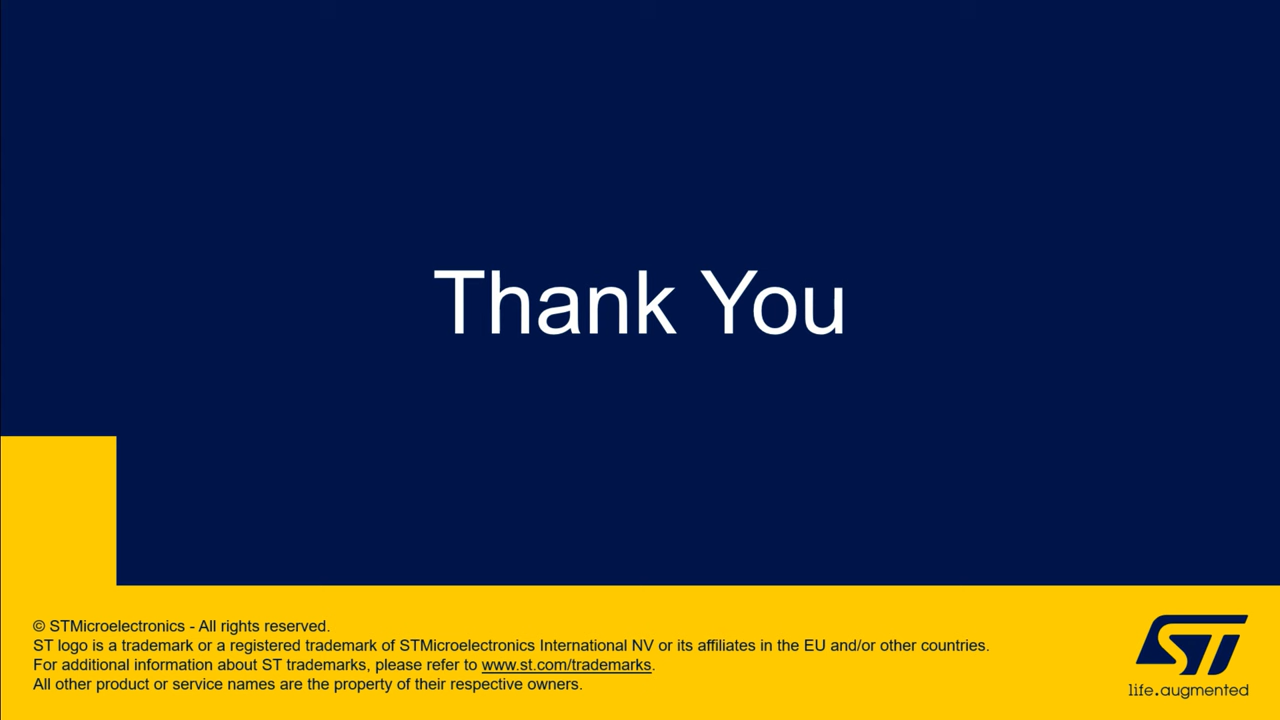 Thank You
© STMicroelectronics - All rights reserved.
ST logo is a trademark or a registered trademark of STMicroelectronics International NV or its affiliates in the EU and/or other countries.
For additional information about ST trademarks, please refer to www.st.com/trademarks.
All other product or service names are the property of their respective owners.
ST
life.augmented